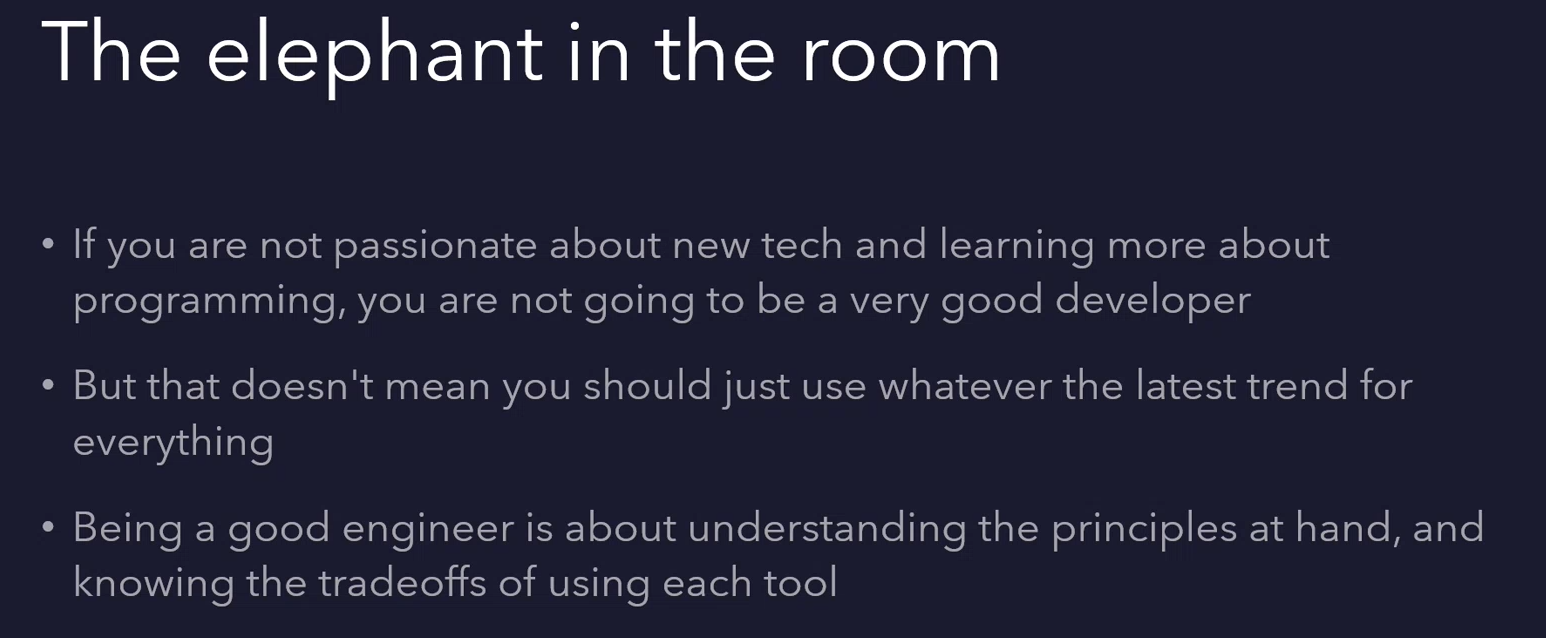 The elephant in the room
• If you are not passionate about new tech and learning more about
programming, you are not going to be a very good developer
• But that doesn't mean you should just use whatever the latest trend for
everything
• Being a good engineer is about understanding the principles at hand, and
knowing the tradeoffs of using each tool